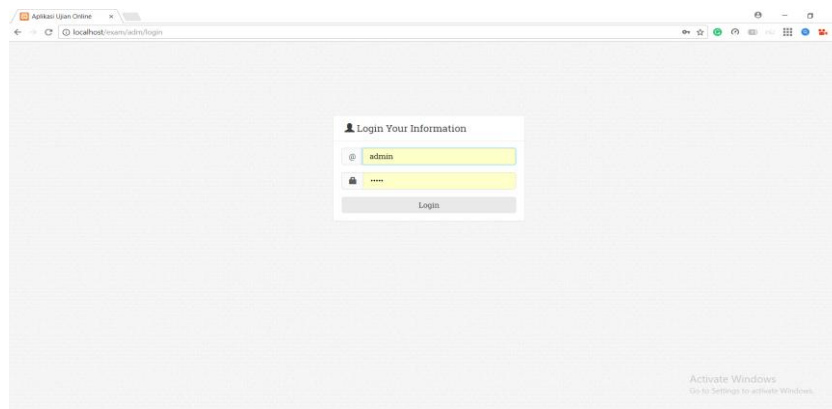 Aplikasi Ujian Online
localhost/exam/adm/login
Login Your Information
@ admin
•••••
Login
Activate Windows
Go to Settings to activate Windows.